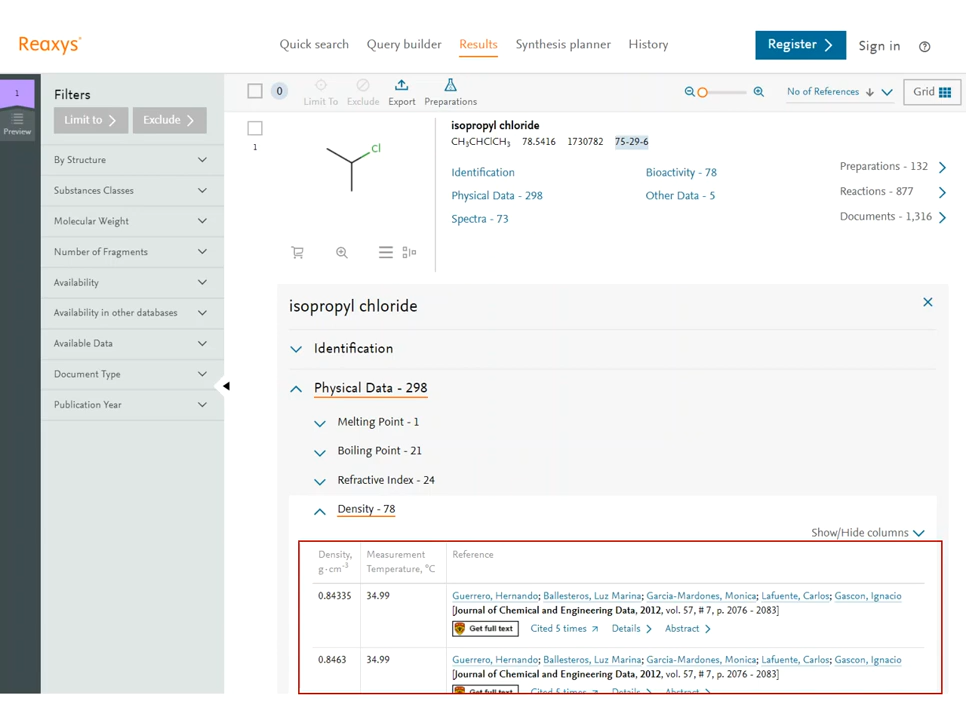 Reaxys
Quick search
Query builder
Results
Synthesis planner
History
Register
Sign in
1
Preview
Filters
Limit to
Exclude
By Structure
Substances Classes
Molecular Weight
Number of Fragments
Availability
Availability in other databases
Available Data
Document Type
Publication Year
0
Limit To
Exclude
Export
Preparations
No of References
Grid
1
Cl
isopropyl chloride
CH₃CHClCH₃ 78.5416 1730782 75-29-6
Identification
Physical Data - 298
Spectra - 73
Bioactivity - 78
Other Data - 5
Preparations - 132
Reactions - 877
Documents - 1,316
isopropyl chloride
Identification
Physical Data - 298
Melting Point - 1
Boiling Point - 21
Refractive Index - 24
Density - 78
Show/Hide columns
Density,
g·cm⁻³
Measurement
Temperature, °C
Reference
0.84335
34.99
Guerrero, Hernando; Ballesteros, Luz Marina; Garcia-Mardones, Monica; Lafuente, Carlos; Gascon, Ignacio
[Journal of Chemical and Engineering Data, 2012, vol. 57, # 7, p. 2076 - 2083]
Get full text Cited 5 times Details Abstract
0.8463
34.99
Guerrero, Hernando; Ballesteros, Luz Marina; Garcia-Mardones, Monica; Lafuente, Carlos; Gascon, Ignacio
[Journal of Chemical and Engineering Data, 2012, vol. 57, # 7, p. 2076 - 2083]
Get full text Cited 5 times Details Abstract